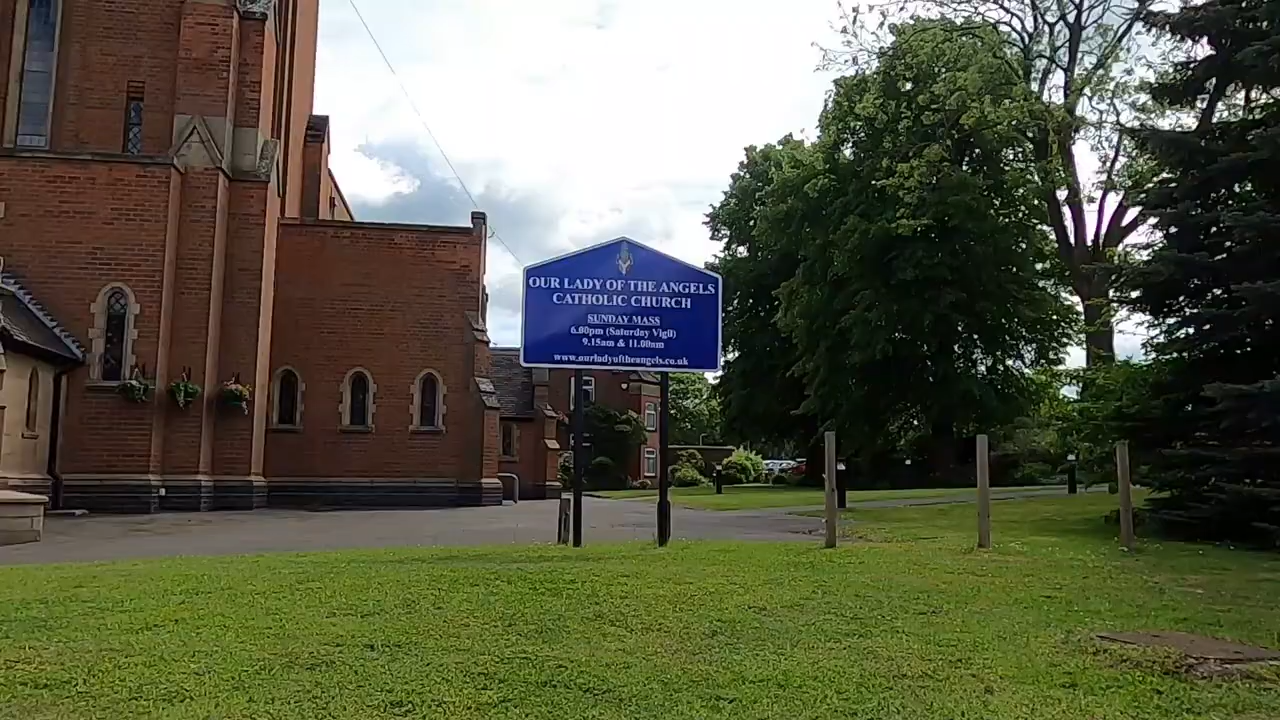 OUR LADY OF THE ANGELS
CATHOLIC CHURCH
SUNDAY MASS
6.00pm (Saturday Vigil)
9.15am & 11.00am
www.ourladyoftheangels.co.uk